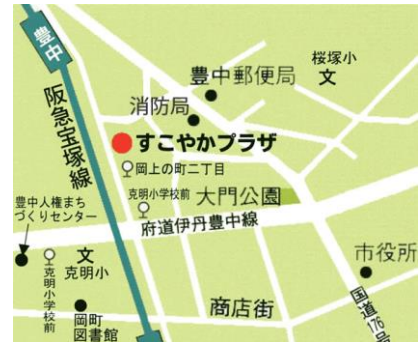 豊中
阪急宝塚線
桜塚小
文
豊中郵便局
消防局
すこやかプラザ
岡上の町二丁目
克明小学校前
大門公園
府道伊丹豊中線
豊中人権まち
づくりセンター
文
克明小
克明小学校前
岡町
図書館
商店街
市役所
国道176号